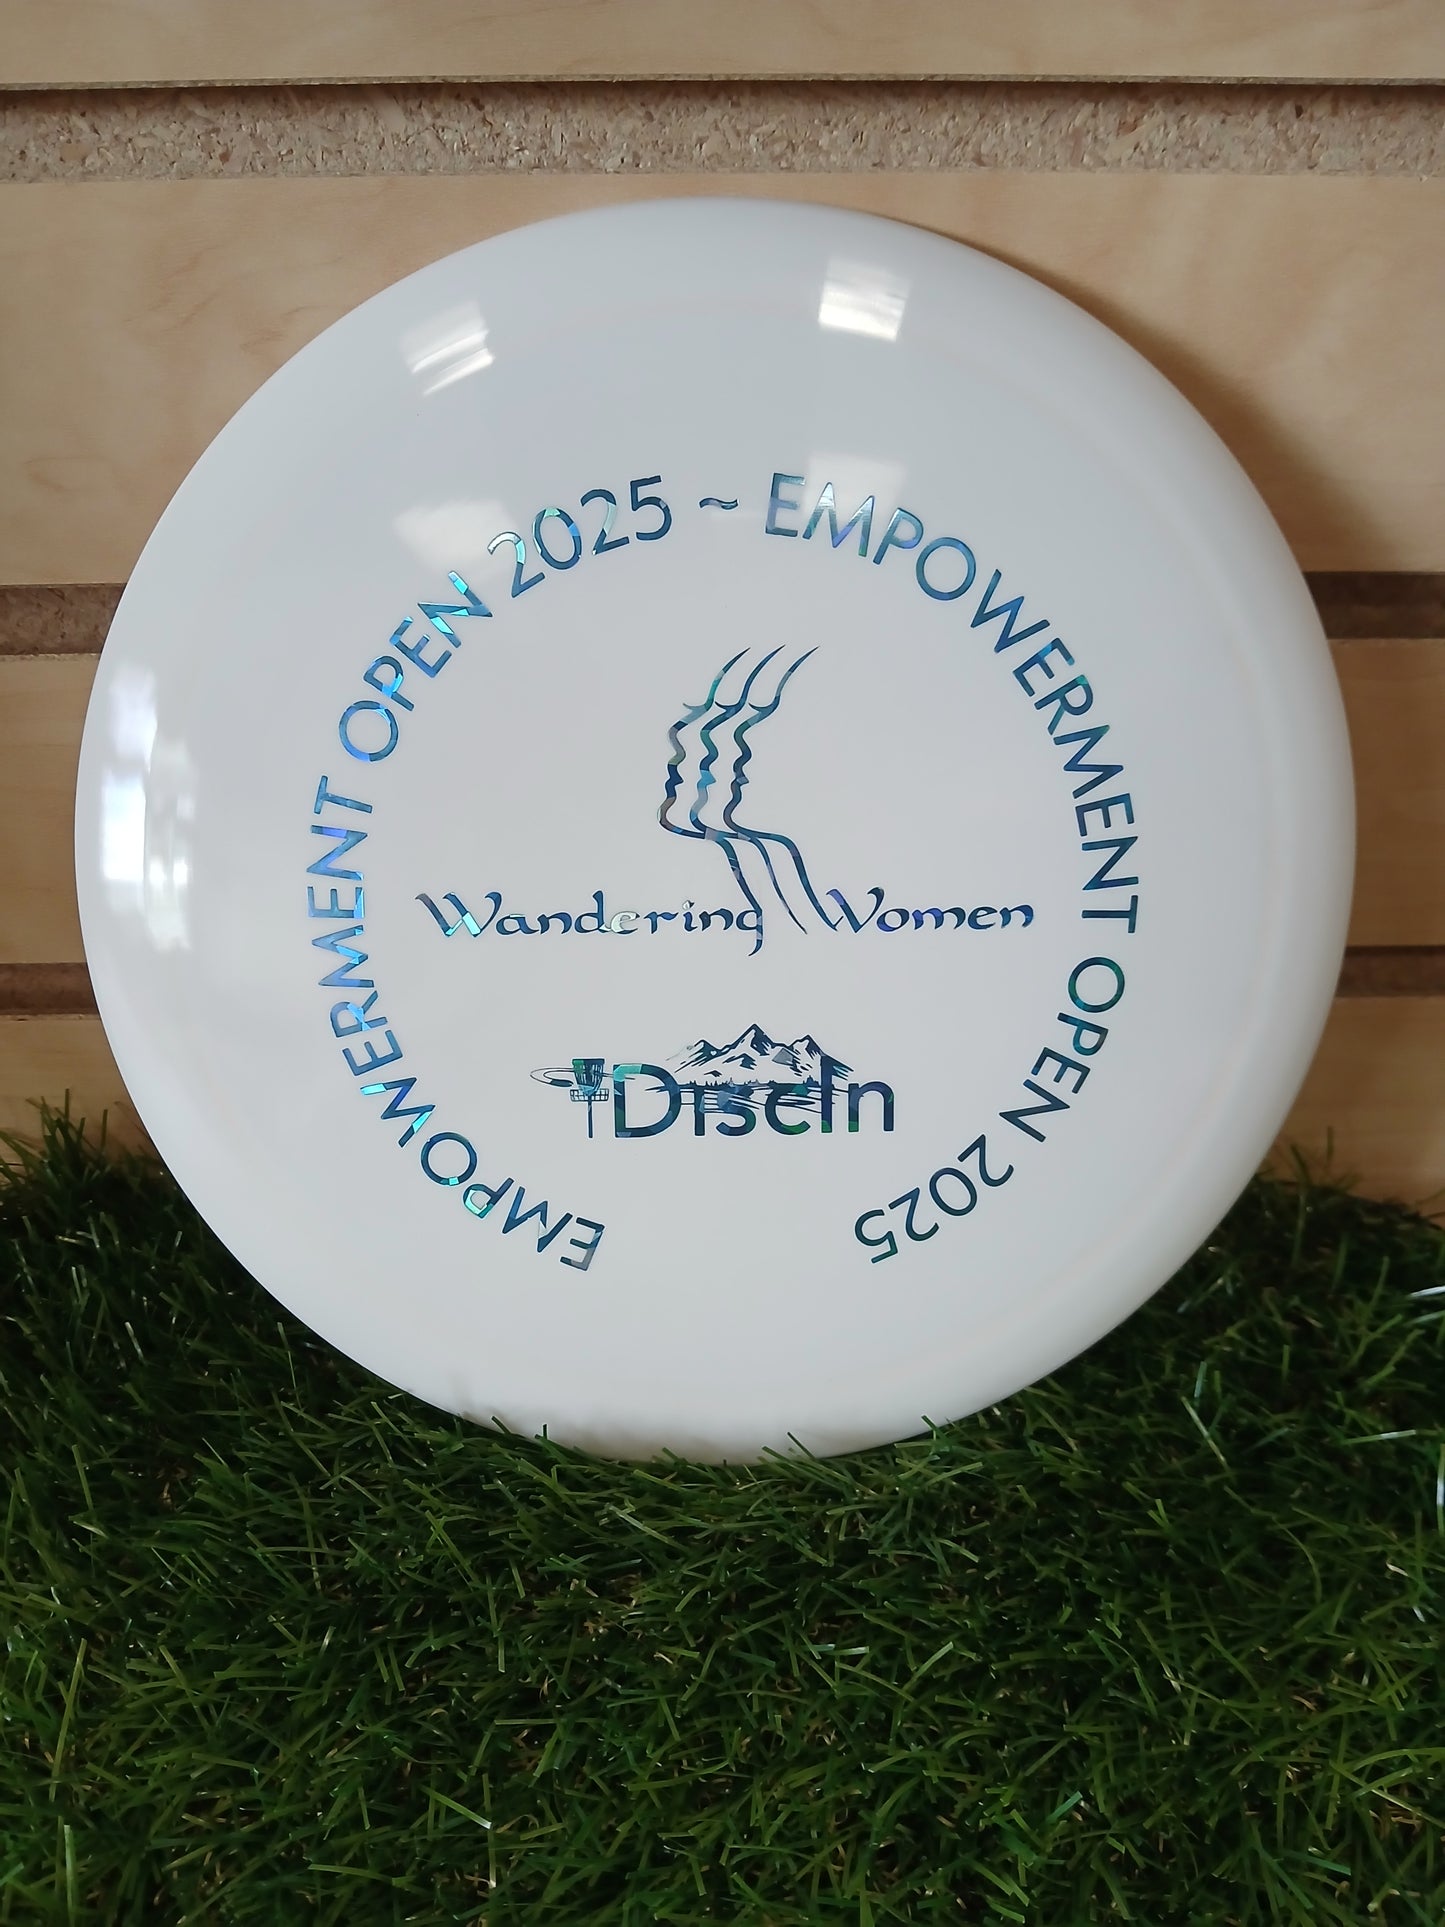 EMPOWERMENT OPEN 2025 ~ EMPOWERMENT OPEN 2025
Wandering Women
DiscIn